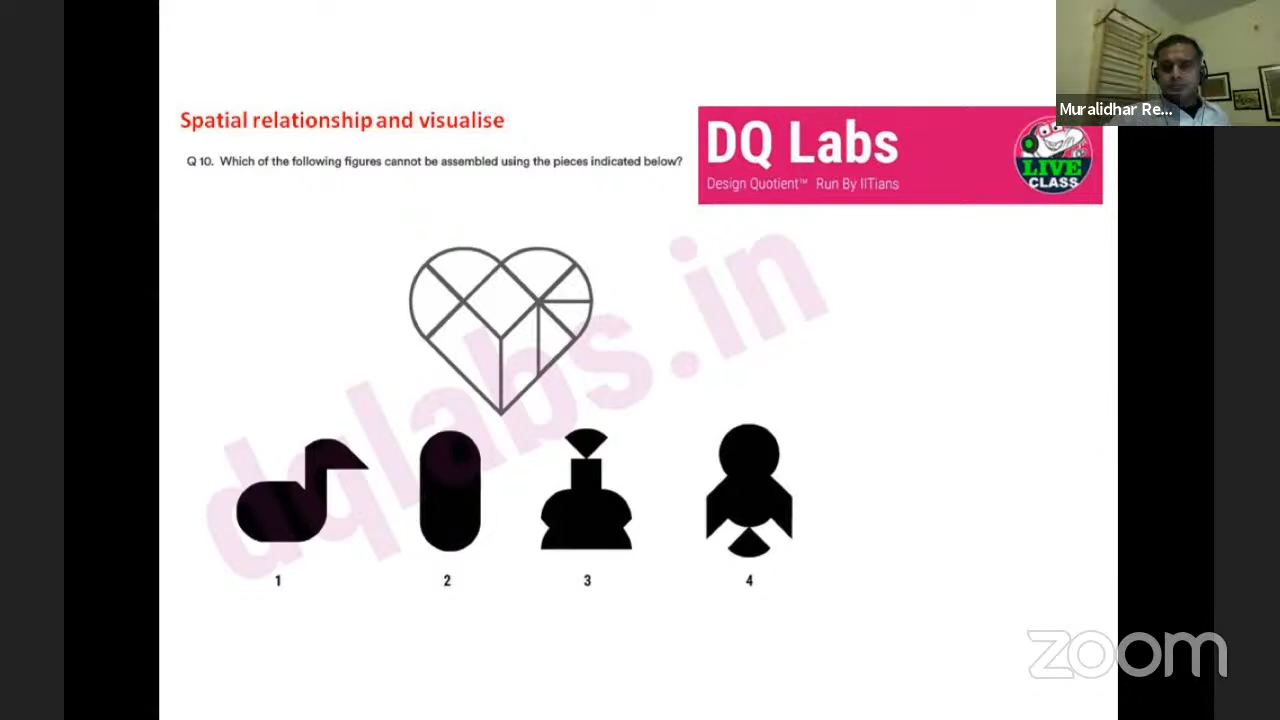 Spatial relationship and visualise
Q 10. Which of the following figures cannot be assembled using the pieces indicated below?
DQ Labs
Design Quotient™ Run By IITians
LIVE
CLASS
Muralidhar Re...
dqlabs.in
1 2 3 4
zoom